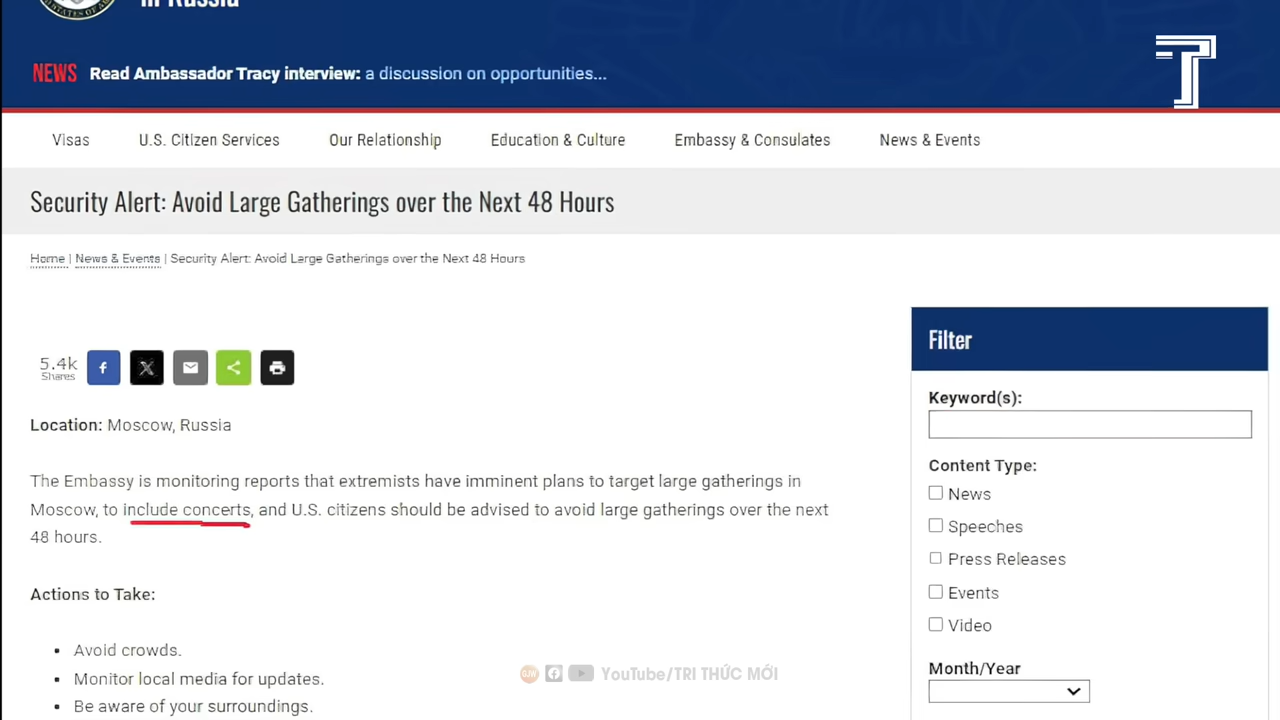 in Russia
NEWS Read Ambassador Tracy interview: a discussion on opportunities...
Visas U.S. Citizen Services Our Relationship Education & Culture Embassy & Consulates News & Events
Security Alert: Avoid Large Gatherings over the Next 48 Hours
Home | News & Events | Security Alert: Avoid Large Gatherings over the Next 48 Hours
5.4k
Shares
Location: Moscow, Russia
The Embassy is monitoring reports that extremists have imminent plans to target large gatherings in
Moscow, to include concerts, and U.S. citizens should be advised to avoid large gatherings over the next
48 hours.
Actions to Take:
Avoid crowds.
Monitor local media for updates.
Be aware of your surroundings.
Filter
Keyword(s):
Content Type:
News
Speeches
Press Releases
Events
Video
Month/Year
YouTube/TRI THỨC MỚI